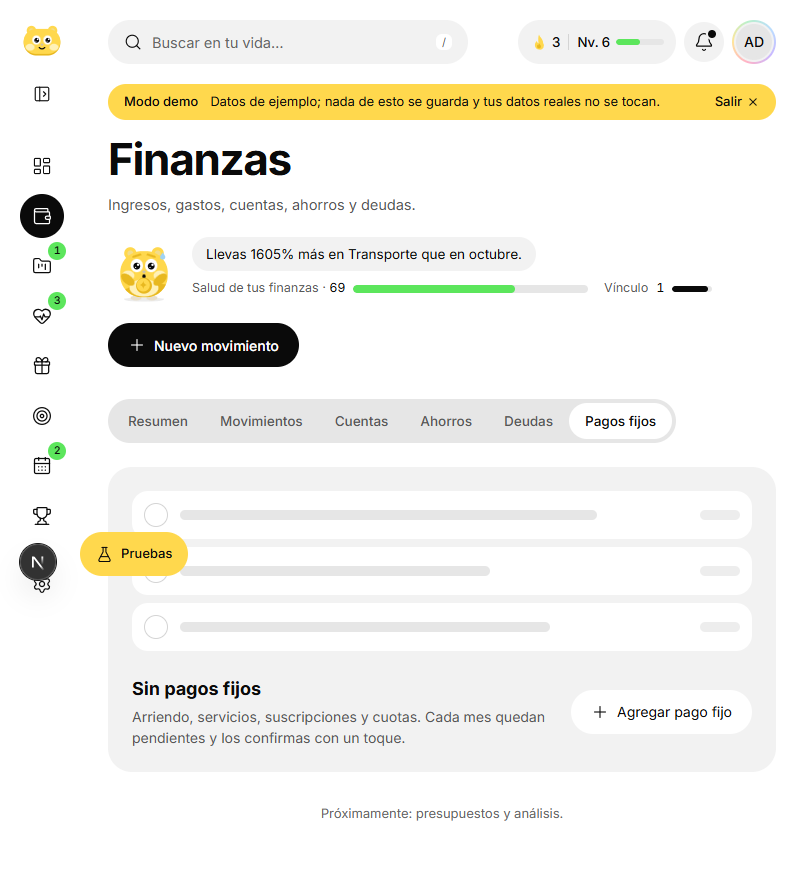 Buscar en tu vida…
/
3
Nv. 6
AD
Modo demo Datos de ejemplo; nada de esto se guarda y tus datos reales no se tocan.
Salir ×
Finanzas
Ingresos, gastos, cuentas, ahorros y deudas.
Llevas 1605% más en Transporte que en octubre.
Salud de tus finanzas · 69
Vínculo 1
1
3
+ Nuevo movimiento
Resumen
Movimientos
Cuentas
Ahorros
Deudas
Pagos fijos
2
N
Pruebas
Sin pagos fijos
Arriendo, servicios, suscripciones y cuotas. Cada mes quedan
pendientes y los confirmas con un toque.
+ Agregar pago fijo
Próximamente: presupuestos y análisis.